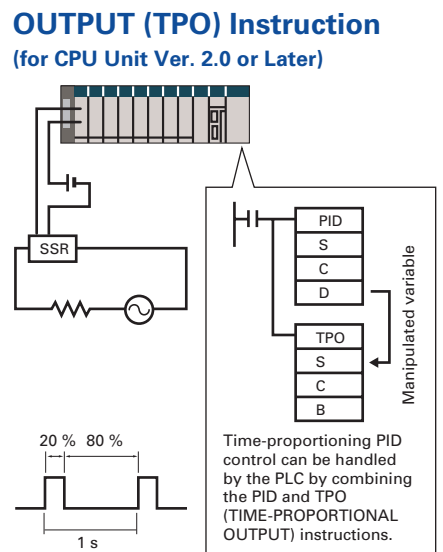 OUTPUT (TPO) Instruction
(for CPU Unit Ver. 2.0 or Later)
SSR
PID
S
C
D
Manipulated variable
TPO
S
C
B
20 % 80 %
1 s
Time-proportioning PID
control can be handled
by the PLC by combining
the PID and TPO
(TIME-PROPORTIONAL
OUTPUT) instructions.